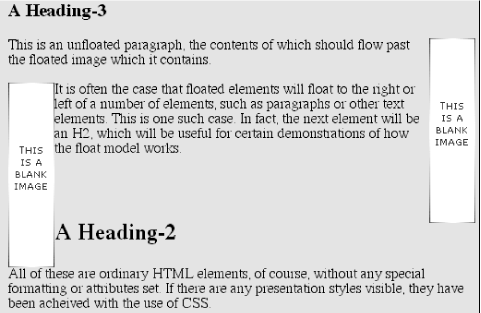 A Heading-3
This is an unfloated paragraph, the contents of which should flow past
the floated image which it contains.
THIS
IS A
BLANK
IMAGE
It is often the case that floated elements will float to the right or
left of a number of elements, such as paragraphs or other text
elements. This is one such case. In fact, the next element will be
an H2, which will be useful for certain demonstrations of how
the float model works.
THIS
IS A
BLANK
IMAGE
A Heading-2
All of these are ordinary HTML elements, of course, without any special
formatting or attributes set. If there are any presentation styles visible, they have
been acheived with the use of CSS.